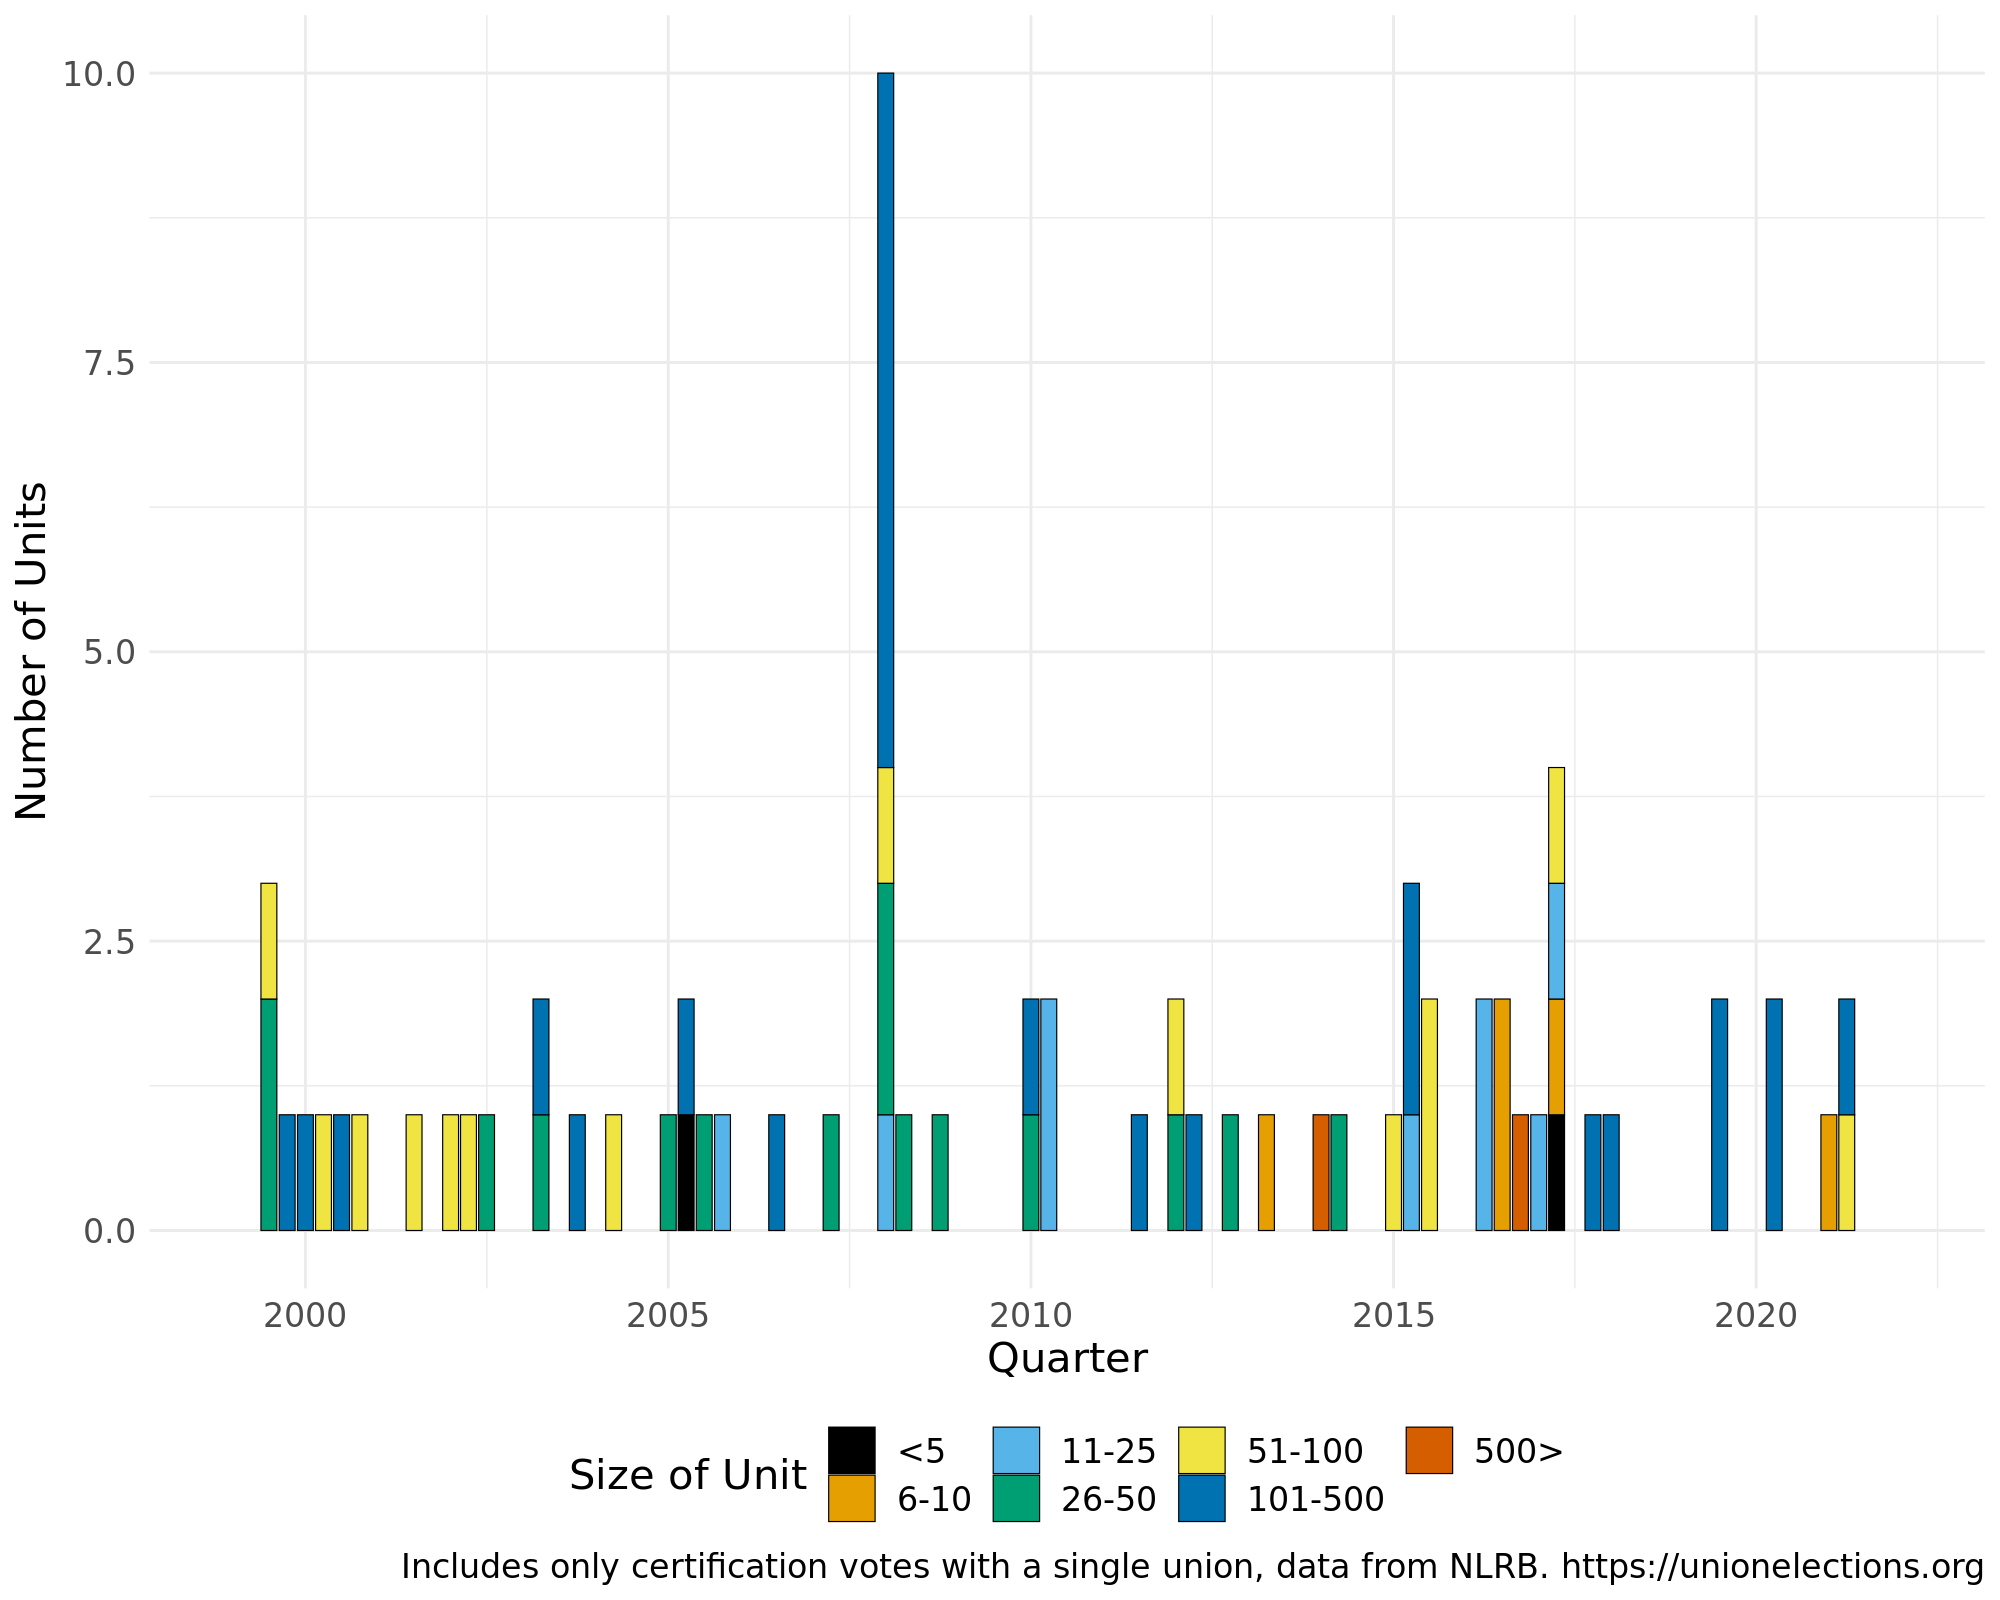 10.0
7.5
5.0
2.5
0.0
Number of Units
2000 2005 2010 2015 2020
Quarter
Size of Unit
<5 11-25 51-100 500>
6-10 26-50 101-500
Includes only certification votes with a single union, data from NLRB. https://unionelections.org